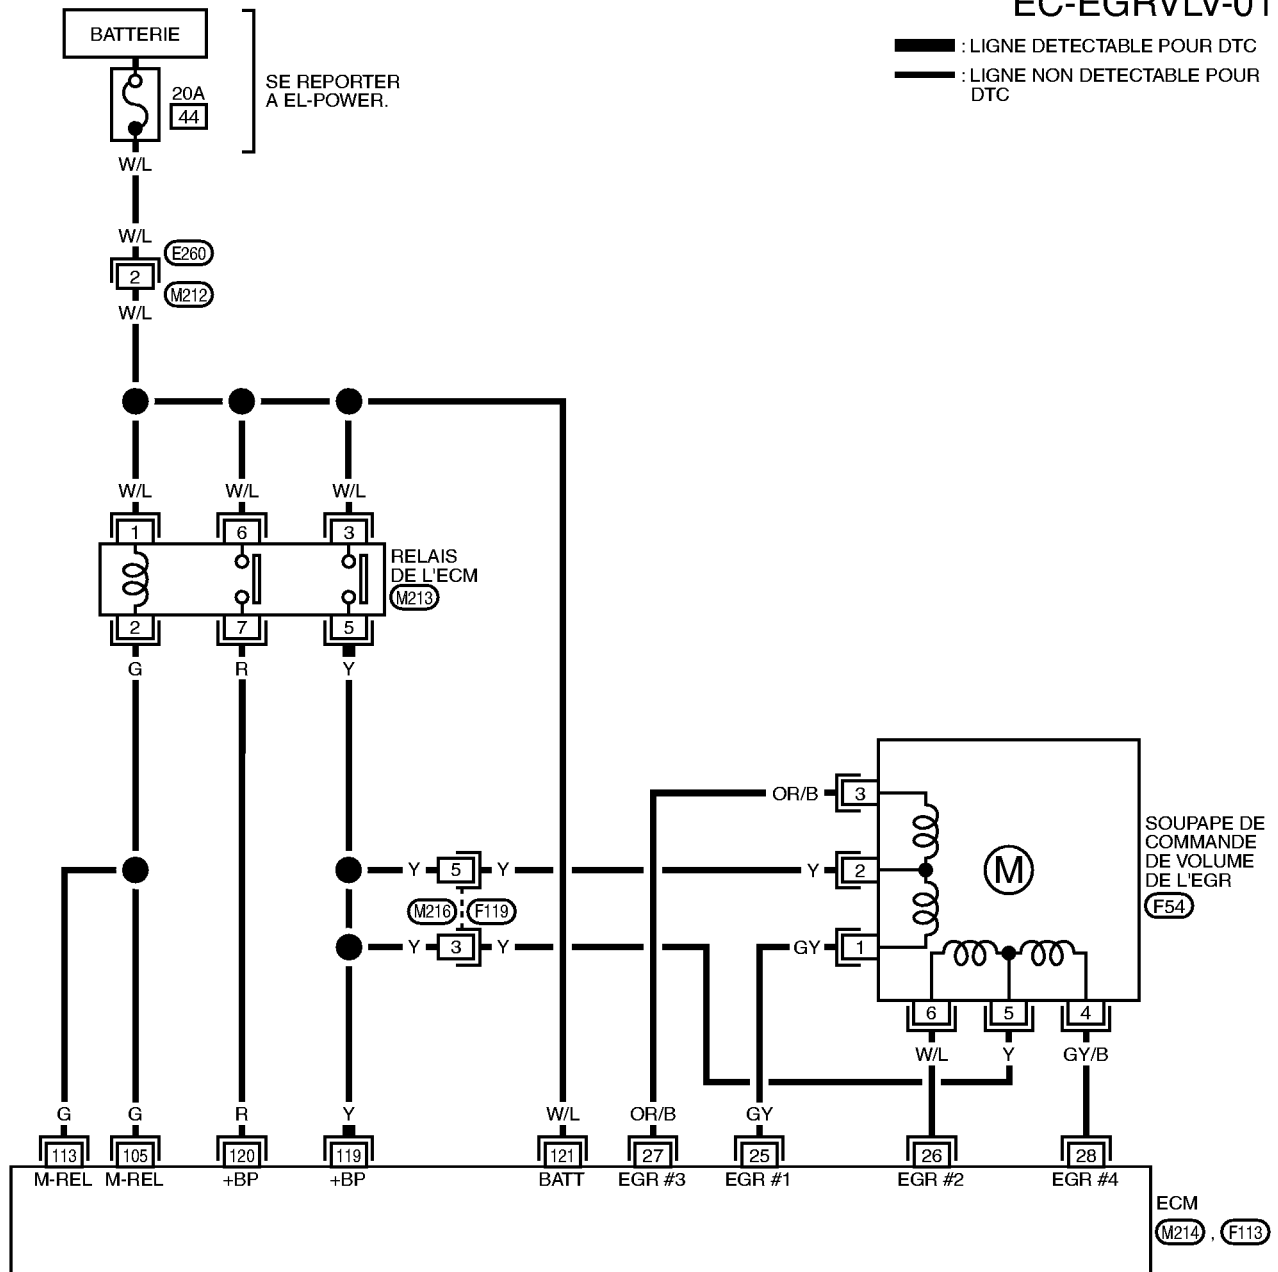 EC-EGRVLV-01
BATTERIE
20A
44
SE REPORTER
A EL-POWER.
: LIGNE DETECTABLE POUR DTC
: LIGNE NON DETECTABLE POUR
DTC
W/L
W/L
E260
2
M212
W/L
W/L W/L W/L
1 6 3
RELAIS
DE L'ECM
M213
2 7 5
G R Y
OR/B 3
Y 5 Y Y 2
M216 F119
Y 3 Y GY 1
M
SOUPAPE DE
COMMANDE
DE VOLUME
DE L'EGR
F54
6 5 4
W/L Y GY/B
G G R Y W/L OR/B GY
113 105 120 119 121 27 25 26 28
M-REL M-REL +BP +BP BATT EGR #3 EGR #1 EGR #2 EGR #4
ECM
M214 , F113